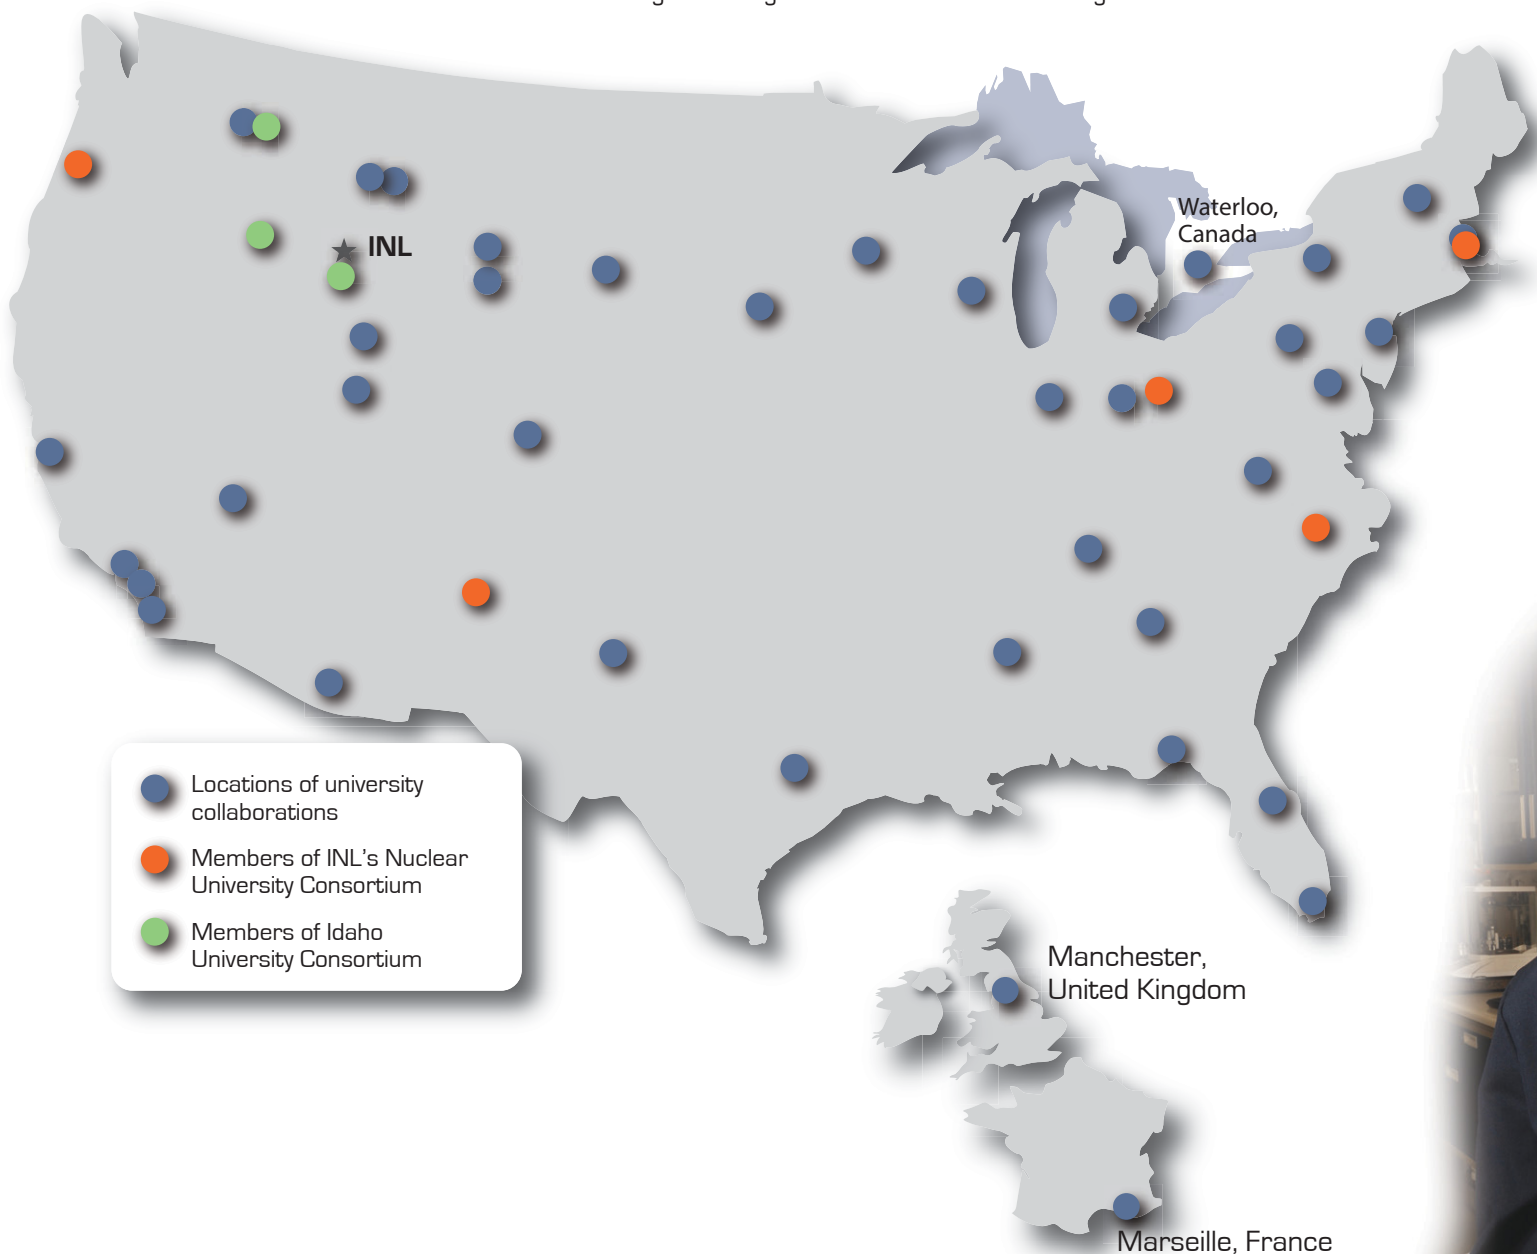 Waterloo,
Canada
INL
Locations of university
collaborations
Members of INL's Nuclear
University Consortium
Members of Idaho
University Consortium
Manchester,
United Kingdom
Marseille, France